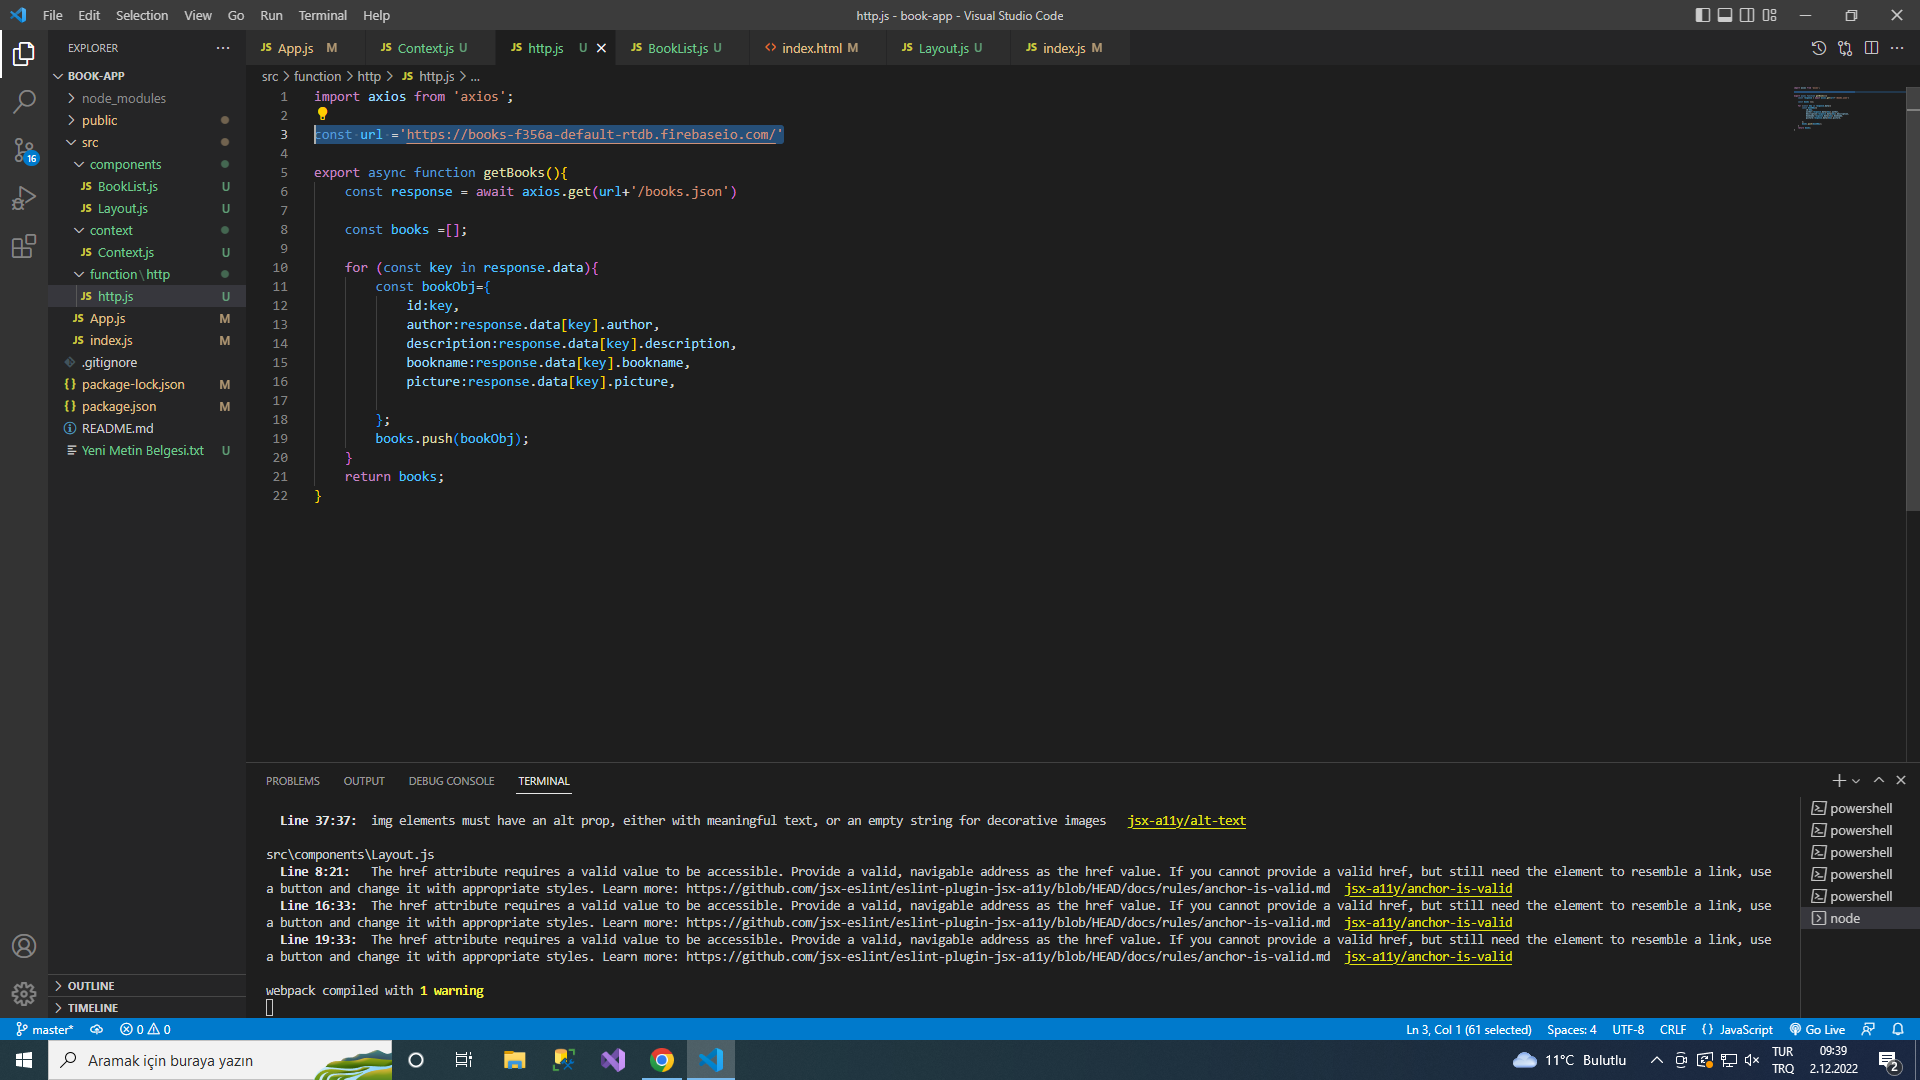 File Edit Selection View Go Run Terminal Help
http.js - book-app - Visual Studio Code
EXPLORER
BOOK-APP
node_modules
public
src
components
BookList.js U
Layout.js U
context
Context.js U
function\http
http.js U
App.js M
index.js M
.gitignore
package-lock.json M
package.json M
README.md
Yeni Metin Belgesi.txt U
OUTLINE
TIMELINE
16
JS App.js M
JS Context.js U
JS http.js U
JS BookList.js U
<> index.html M
JS Layout.js U
JS index.js M
src > function > http > JS http.js > ...
1 import axios from 'axios';
2
3 const url ='https://books-f356a-default-rtdb.firebaseio.com/'
4
5 export async function getBooks(){
6 const response = await axios.get(url+'/books.json')
7
8 const books =[];
9
10 for (const key in response.data){
11 const bookObj={
12 id:key,
13 author:response.data[key].author,
14 description:response.data[key].description,
15 bookname:response.data[key].bookname,
16 picture:response.data[key].picture,
17
18 };
19 books.push(bookObj);
20 }
21 return books;
22 }
PROBLEMS OUTPUT DEBUG CONSOLE TERMINAL
Line 37:37: img elements must have an alt prop, either with meaningful text, or an empty string for decorative images jsx-a11y/alt-text
src\components\Layout.js
Line 8:21: The href attribute requires a valid value to be accessible. Provide a valid, navigable address as the href value. If you cannot provide a valid href, but still need the element to resemble a link, use
a button and change it with appropriate styles. Learn more: https://github.com/jsx-eslint/eslint-plugin-jsx-a11y/blob/HEAD/docs/rules/anchor-is-valid.md jsx-a11y/anchor-is-valid
Line 16:33: The href attribute requires a valid value to be accessible. Provide a valid, navigable address as the href value. If you cannot provide a valid href, but still need the element to resemble a link, use
a button and change it with appropriate styles. Learn more: https://github.com/jsx-eslint/eslint-plugin-jsx-a11y/blob/HEAD/docs/rules/anchor-is-valid.md jsx-a11y/anchor-is-valid
Line 19:33: The href attribute requires a valid value to be accessible. Provide a valid, navigable address as the href value. If you cannot provide a valid href, but still need the element to resemble a link, use
a button and change it with appropriate styles. Learn more: https://github.com/jsx-eslint/eslint-plugin-jsx-a11y/blob/HEAD/docs/rules/anchor-is-valid.md jsx-a11y/anchor-is-valid
webpack compiled with 1 warning
powershell
powershell
powershell
powershell
powershell
node
master* 0 0
Ln 3, Col 1 (61 selected) Spaces: 4 UTF-8 CRLF {} JavaScript Go Live
Aramak için buraya yazın
11°C Bulutlu
TUR
TRQ
09:39
2.12.2022
2